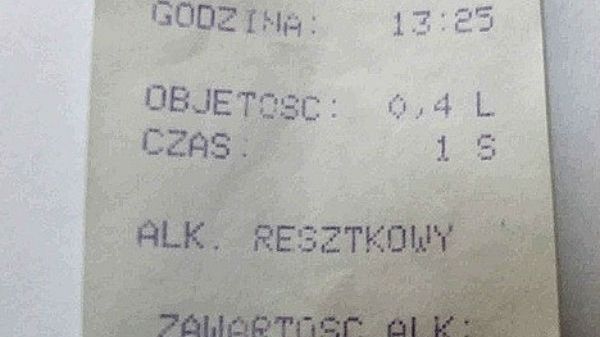 GODZINA: 13:25
OBJETOSC: 0,4 L
CZAS: 1 S
ALK. RESZTKOWY
ZAWARTOSC ALK: